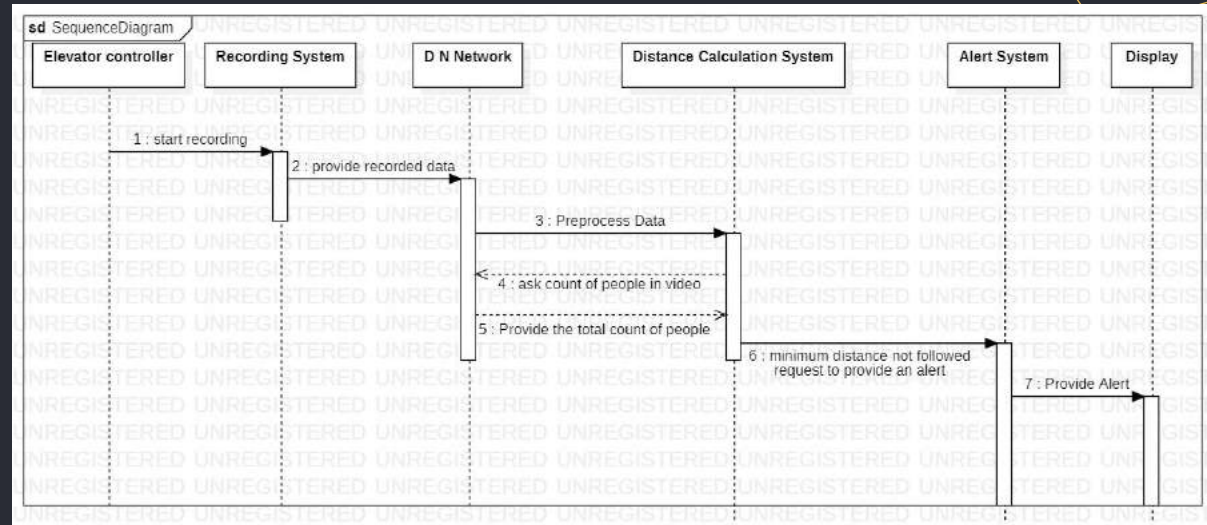 sd SequenceDiagram
Elevator controller
Recording System
D N Network
Distance Calculation System
Alert System
Display
1 : start recording
2 : provide recorded data
3 : Preprocess Data
4 : ask count of people in video
5 : Provide the total count of people
6 : minimum distance not followed
request to provide an alert
7 : Provide Alert
UNREGISTERED